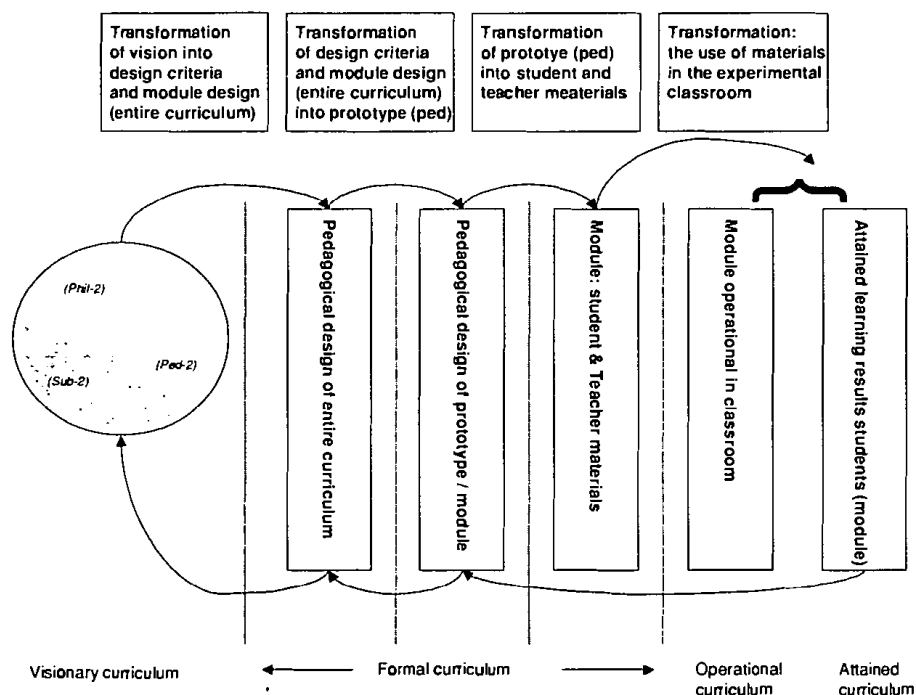 Transformation
of vision into
design criteria
and module design
(entire curriculum)
Transformation
of design criteria
and module design
(entire curriculum)
into prototype (ped)
Transformation
of prototye (ped)
into student and
teacher meaterials
Transformation:
the use of materials
in the experimental
classroom
(Phil-2)
(Ped-2)
(Sub-2)
Pedagogical design of entire curriculum
Pedagogical design of prototype / module
Module: student & Teacher materials
Module operational in classroom
Attained learning results students (module)
Visionary curriculum
Formal curriculum
Operational
curriculum
Attained
curriculum